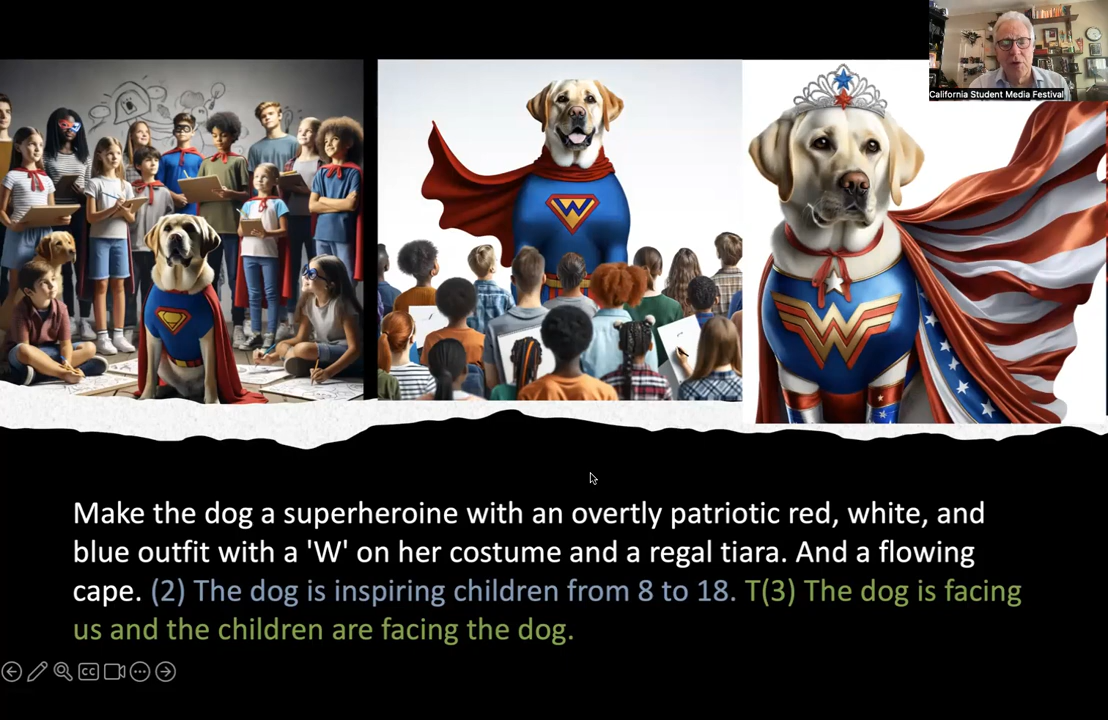 California Student Media Festival
W
W
Make the dog a superheroine with an overtly patriotic red, white, and
blue outfit with a 'W' on her costume and a regal tiara. And a flowing
cape. (2) The dog is inspiring children from 8 to 18. T(3) The dog is facing
us and the children are facing the dog.
CC